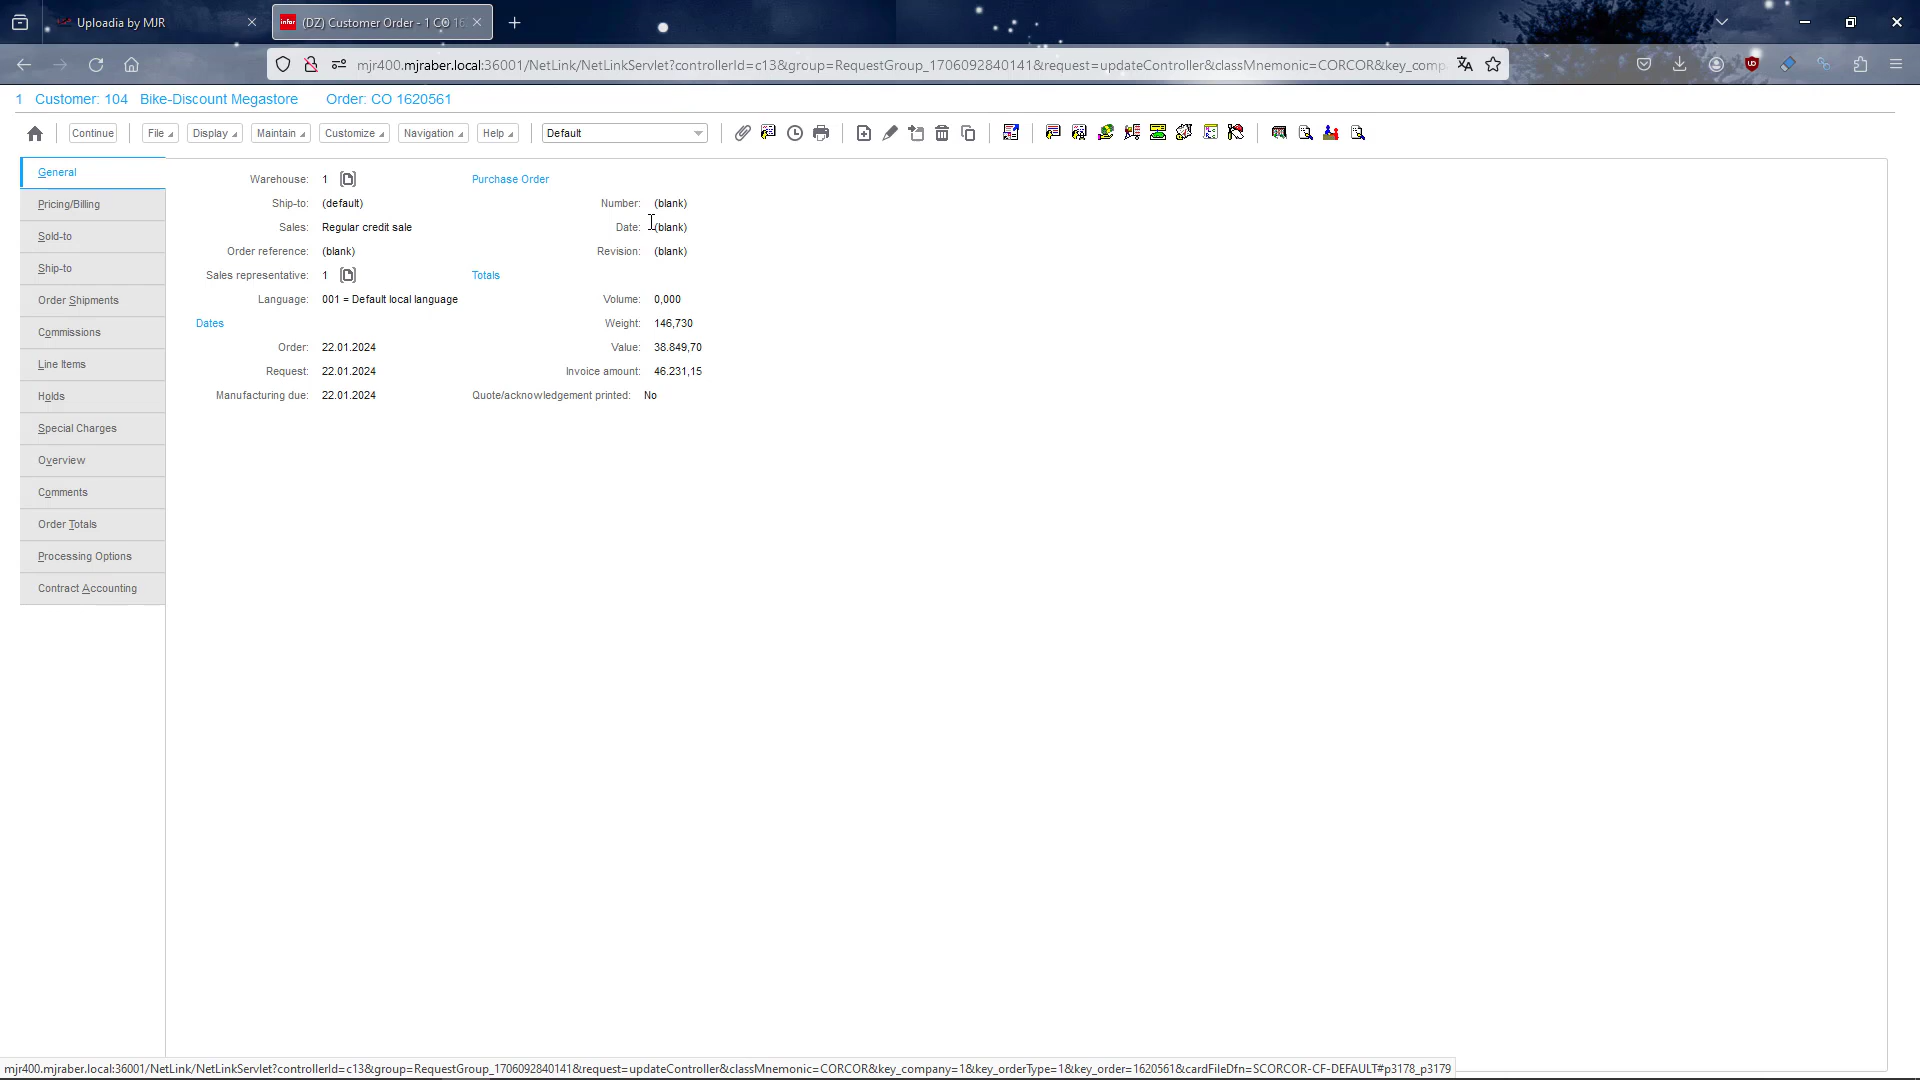 Uploadia by MJR
infor (DZ) Customer Order - 1 CO 16
mjr400.mjraber.local:36001/NetLink/NetLinkServlet?controllerId=c13&group=RequestGroup_1706092840141&request=updateController&classMnemonic=CORCOR&key_comp
1 Customer: 104 Bike-Discount Megastore Order: CO 1620561
Continue File Display Maintain Customize Navigation Help Default
General
Pricing/Billing
Sold-to
Ship-to
Order Shipments
Commissions
Line Items
Holds
Special Charges
Overview
Comments
Order Totals
Processing Options
Contract Accounting
Warehouse: 1
Ship-to: (default)
Sales: Regular credit sale
Order reference: (blank)
Sales representative: 1
Language: 001 = Default local language
Dates
Order: 22.01.2024
Request: 22.01.2024
Manufacturing due: 22.01.2024
Purchase Order
Number: (blank)
Date: (blank)
Revision: (blank)
Totals
Volume: 0,000
Weight: 146,730
Value: 38.849,70
Invoice amount: 46.231,15
Quote/acknowledgement printed: No
mjr400.mjraber.local:36001/NetLink/NetLinkServlet?controllerId=c13&group=RequestGroup_1706092840141&request=updateController&classMnemonic=CORCOR&key_company=1&key_orderType=1&key_order=1620561&cardFileDfn=SCORCOR-CF-DEFAULT#p3178_p3179